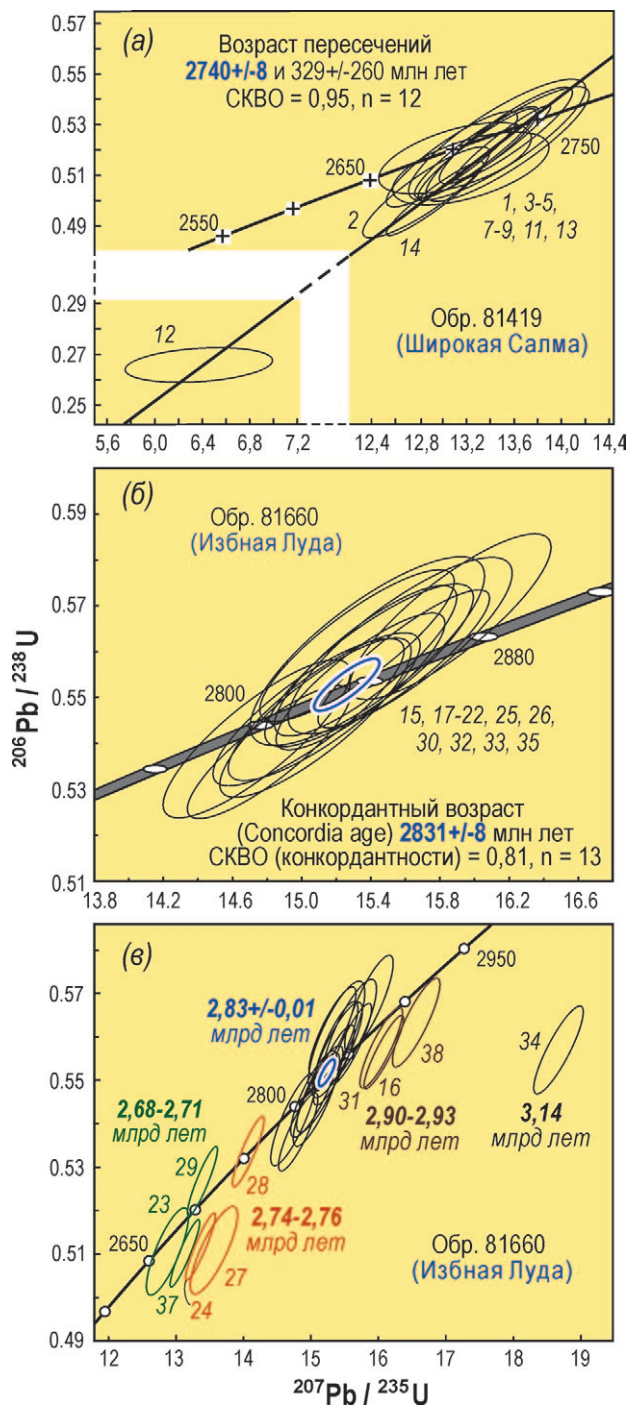 (а)
Возраст пересечений
2740+/-8 и 329+/-260 млн лет
СКВО = 0,95, n = 12
0.57
0.55
0.53
0.51
0.49
0.29
0.27
0.25
2550
2650
2750
2
14
1, 3-5,
7-9, 11, 13
12
Обр. 81419
(Широкая Салма)
5,6
6,0
6,4
6,8
7,2
12,4
12,8
13,2
13,6
14,0
14,4
(б)
Обр. 81660
(Избная Луда)
0.59
0.57
0.55
0.53
0.51
2800
2880
15, 17-22, 25, 26,
30, 32, 33, 35
Конкордантный возраст
(Concordia age) 2831+/-8 млн лет
СКВО (конкордантности) = 0,81, n = 13
13.8
14.2
14.6
15.0
15.4
15.8
16.2
16.6
206Pb / 238U
(в)
0.57
0.55
0.53
0.51
0.49
2950
2,83+/-0,01
млрд лет
2800
31
16
38
34
2,90-2,93
млрд лет
3,14
млрд лет
2,68-2,71
млрд лет
29
28
23
2650
2,74-2,76
млрд лет
37
24
27
Обр. 81660
(Избная Луда)
12
13
14
15
16
17
18
19
207Pb / 235U